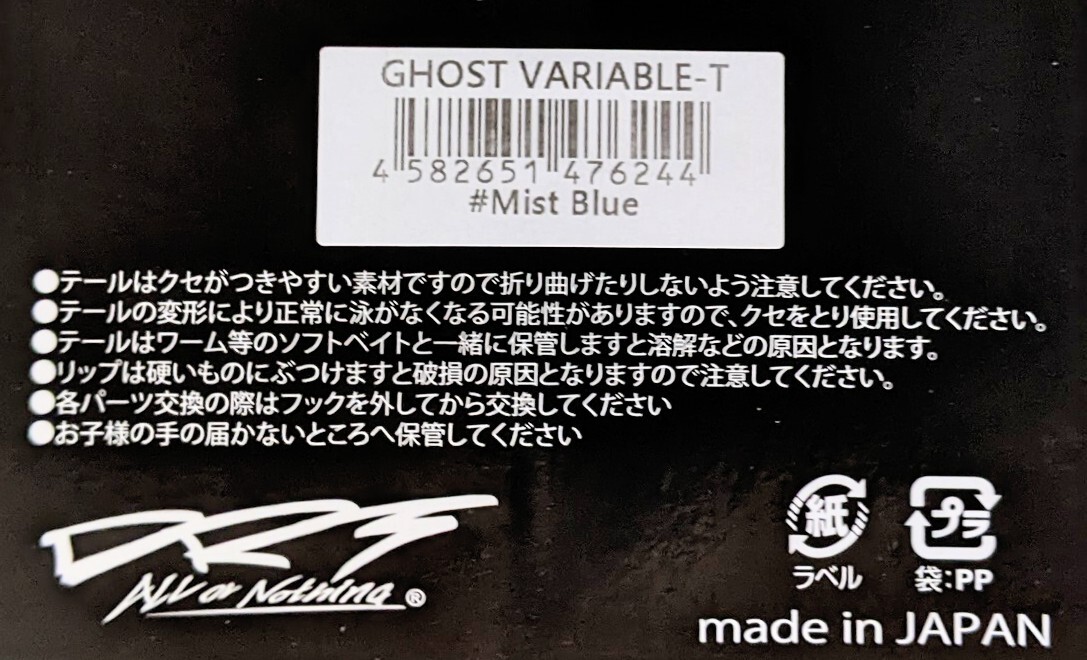 GHOST VARIABLE-T
4 582651 476244
#Mist Blue
●テールはクセがつきやすい素材ですので折り曲げたりしないよう注意してください。
●テールの変形により正常に泳がなくなる可能性がありますので、クセをとり使用してください。
●テールはワーム等のソフトベイトと一緒に保管しますと溶解などの原因となります。
●リップは硬いものにぶつけますと破損の原因となりますので注意してください。
●各パーツ交換の際はフックを外してから交換してください
●お子様の手の届かないところへ保管してください
DRT
ALL or Nothing®
紙
プラ
ラベル
袋:PP
made in JAPAN